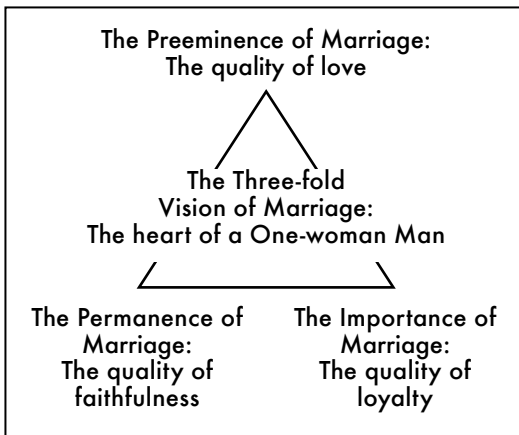 The Preeminence of Marriage:
The quality of love
The Three-fold
Vision of Marriage:
The heart of a One-woman Man
The Permanence of
Marriage:
The quality of
faithfulness
The Importance of
Marriage:
The quality of
loyalty